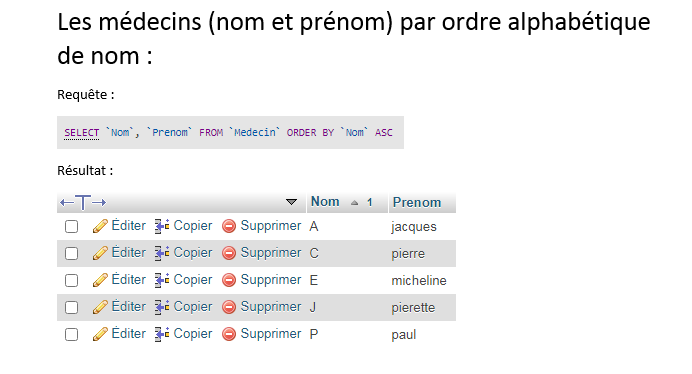 Les médecins (nom et prénom) par ordre alphabétique
de nom :
Requête :
SELECT `Nom`, `Prenom` FROM `Medecin` ORDER BY `Nom` ASC
Résultat :
Nom 1 Prenom
Éditer Copier Supprimer A jacques
Éditer Copier Supprimer C pierre
Éditer Copier Supprimer E micheline
Éditer Copier Supprimer J pierette
Éditer Copier Supprimer P paul